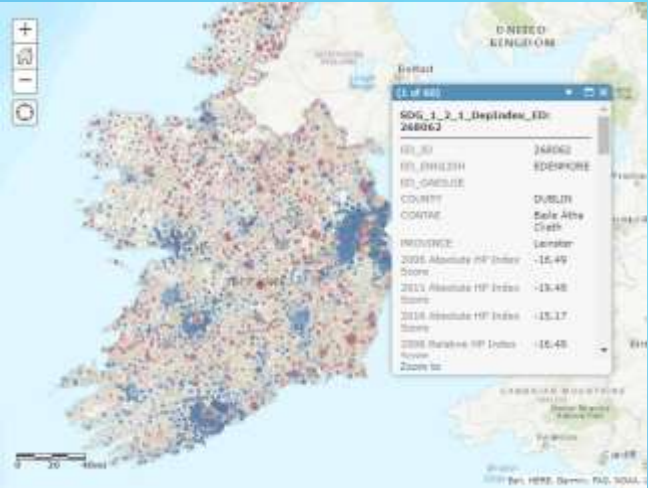 +
−
UNITED
KINGDOM
Belfast
(1 of 60)
SDG_1_2_1_DepIndex_ED:
268062
ED_ID 268062
ED_ENGLISH EDENMORE
ED_GAEILGE
COUNTY DUBLIN
CONTAE Baile Átha
Cliath
PROVINCE Leinster
2006 Absolute HP Index -16.49
Score
2011 Absolute HP Index -19.48
Score
2016 Absolute HP Index -15.17
Score
2006 Relative HP Index -16.48
Score
Zoom to
CAMBRIAN MOUNTAINS
Cardiff
0 20 40mi
Esri, HERE, Garmin, FAO, NOAA,